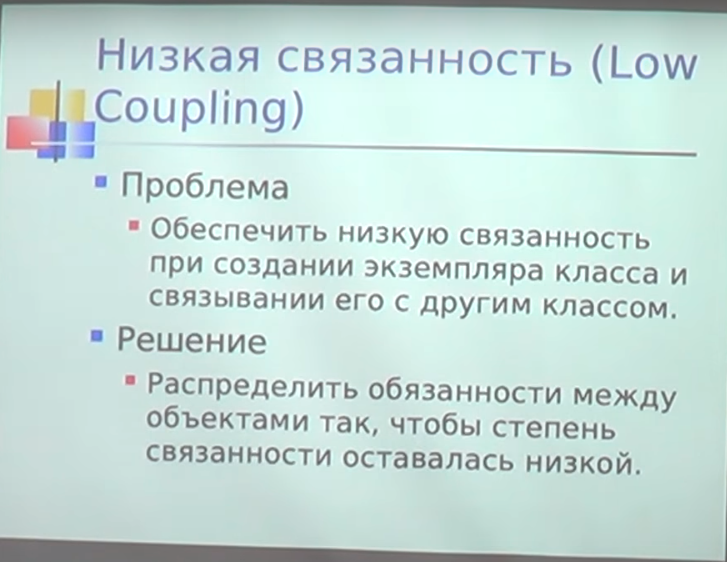 Низкая связанность (Low
Coupling)
Проблема
Обеспечить низкую связанность
при создании экземпляра класса и
связывании его с другим классом.
Решение
Распределить обязанности между
объектами так, чтобы степень
связанности оставалась низкой.